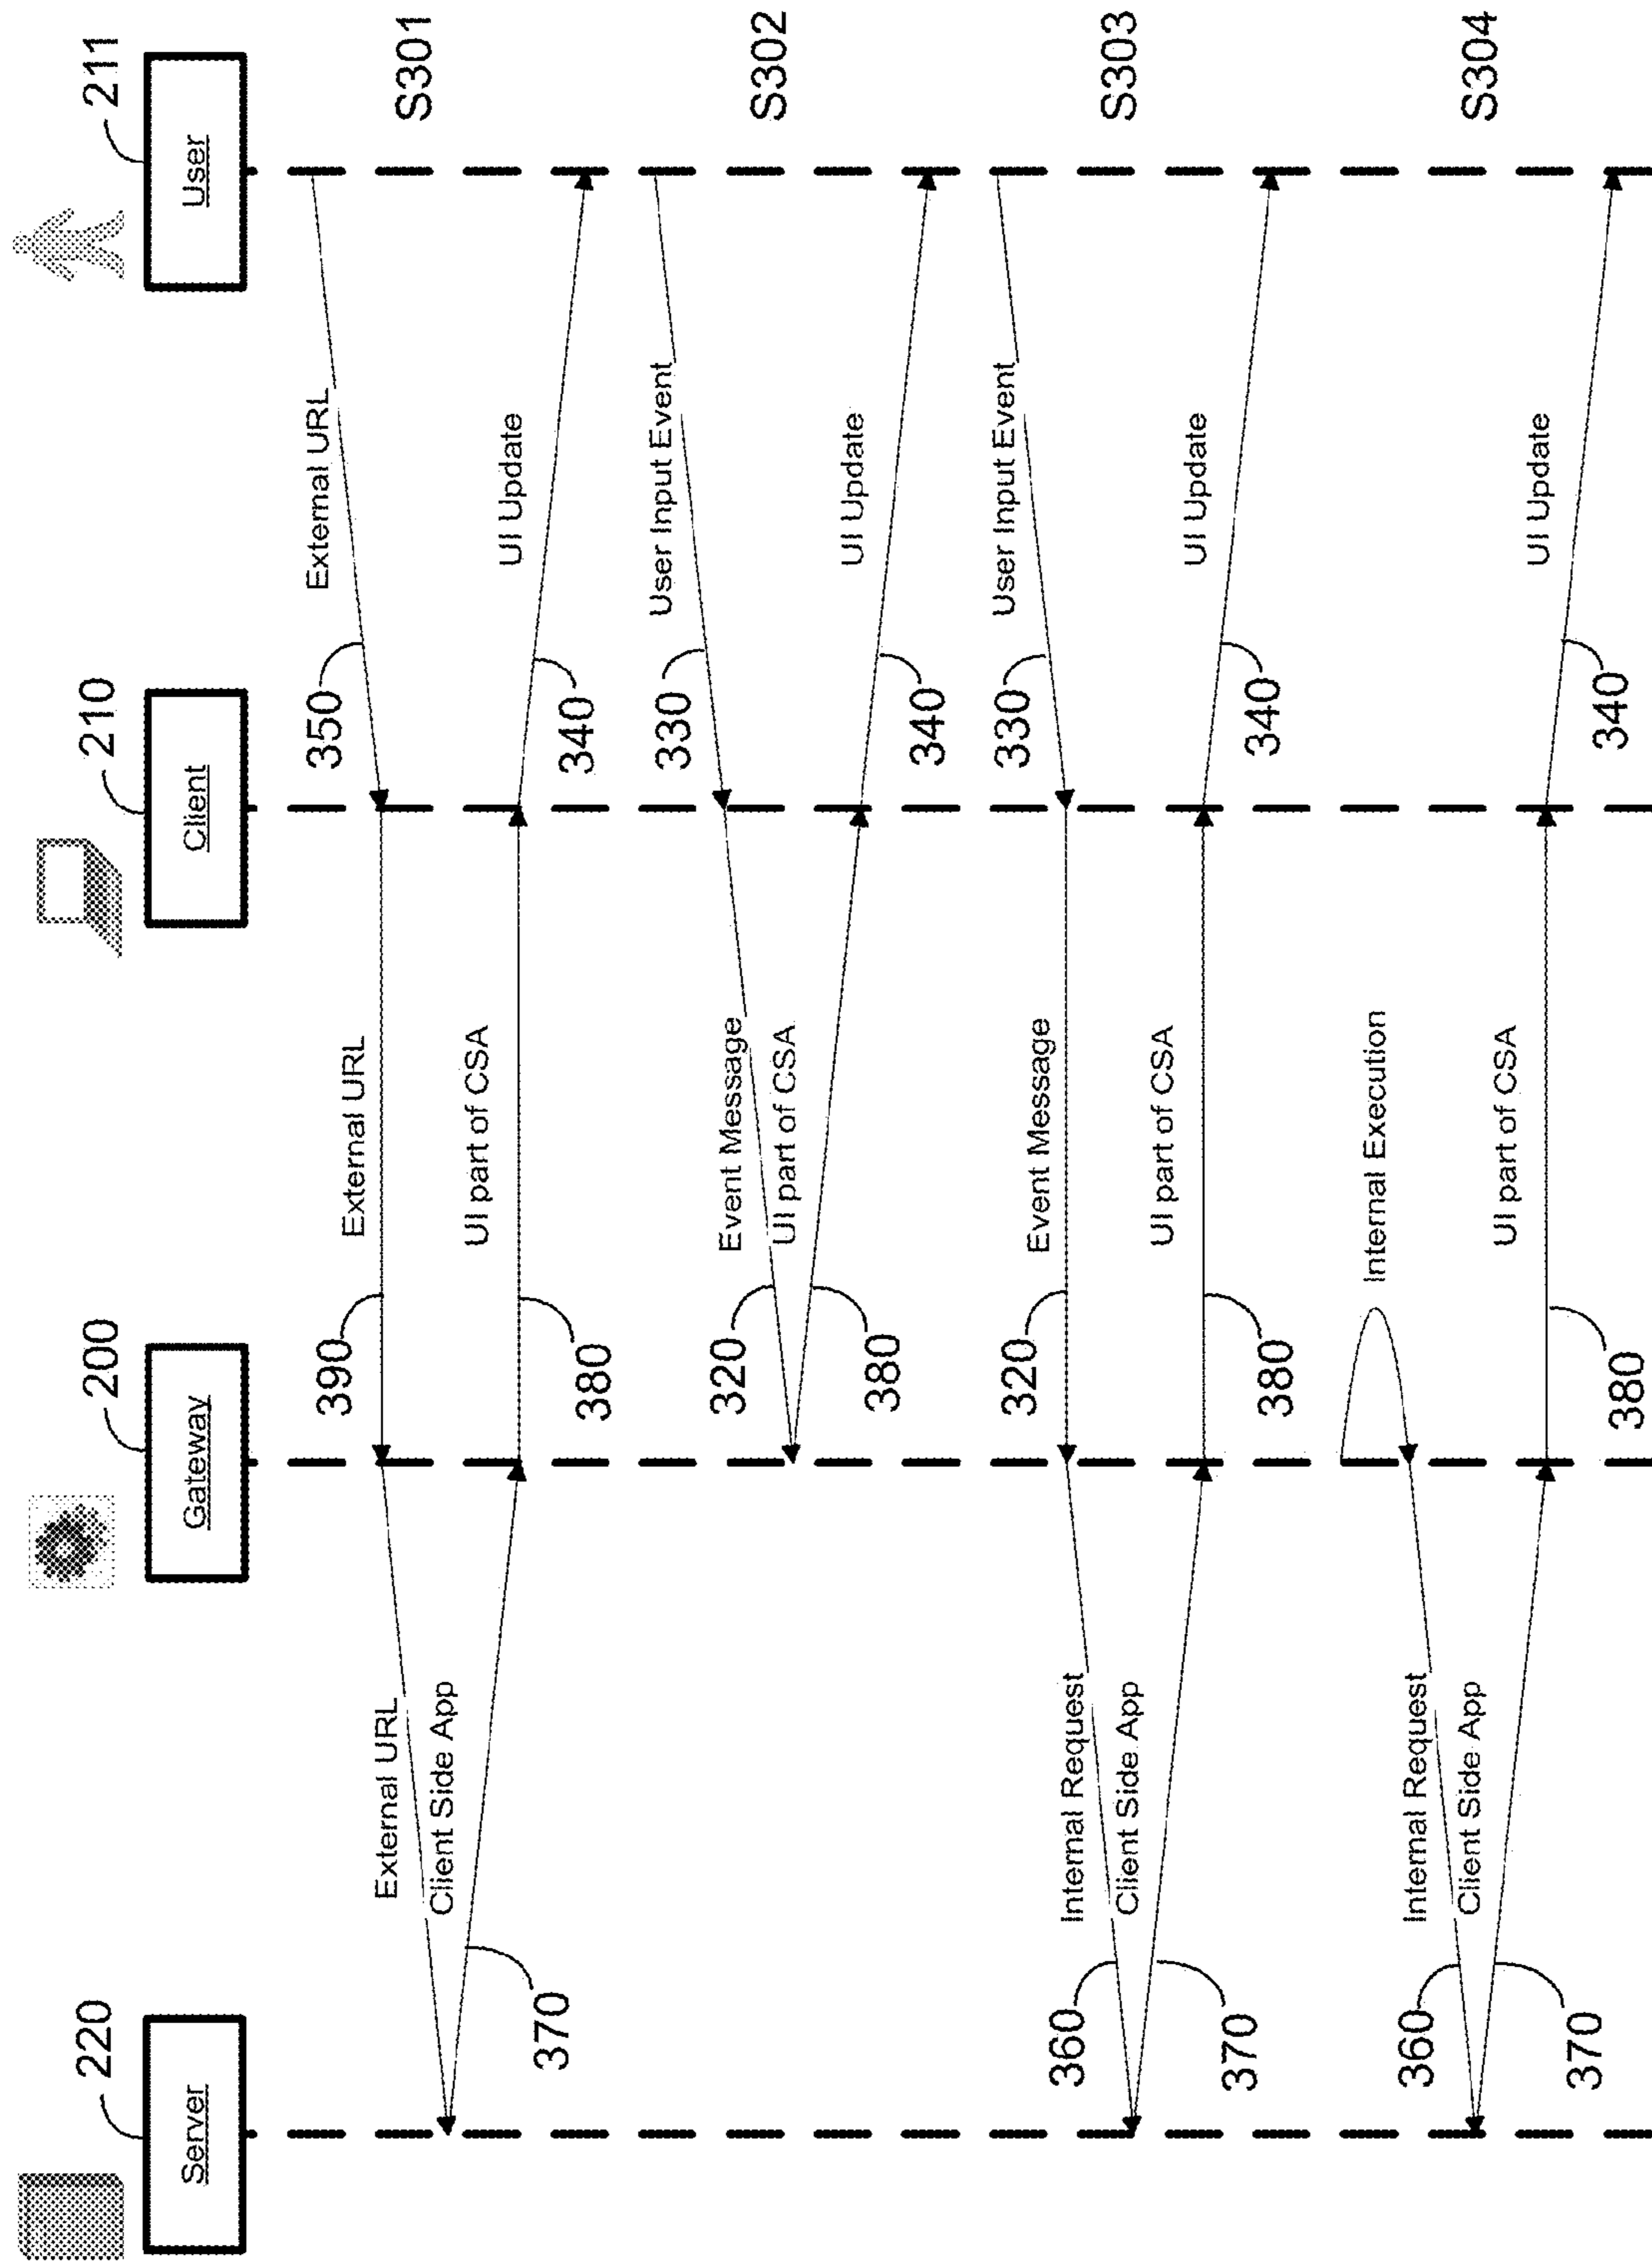 220
Server
200
Gateway
210
Client
211
User
S301
External URL
350
External URL
390
External URL
Client Side App
370
UI part of CSA
380
UI Update
340
S302
User Input Event
330
Event Message
320
UI part of CSA
380
UI Update
340
S303
User Input Event
330
Event Message
320
Internal Request
360
Client Side App
370
UI part of CSA
380
UI Update
340
S304
Internal Execution
Internal Request
360
Client Side App
370
UI part of CSA
380
UI Update
340